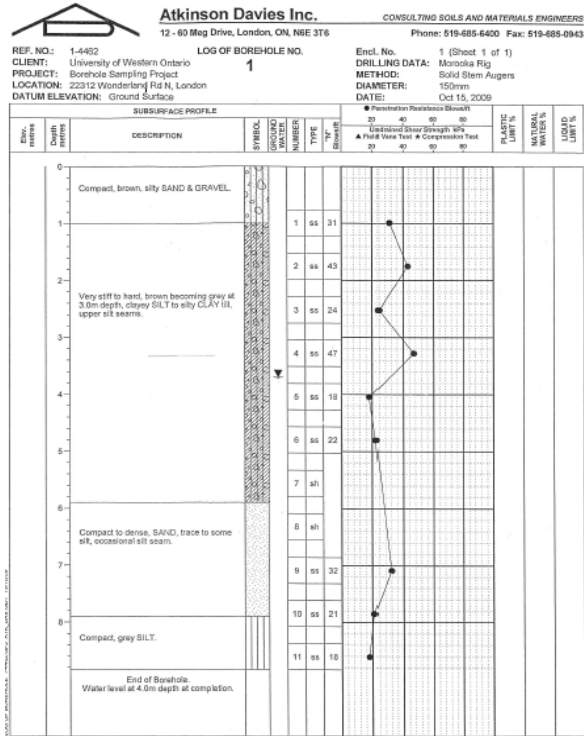 Atkinson Davies Inc.
CONSULTING SOILS AND MATERIALS ENGINEERS
12 - 60 Meg Drive, London, ON, N6E 3T6
Phone: 519-685-6400 Fax: 519-685-0943
REF. NO.: 1-4462
LOG OF BOREHOLE NO.
1
Encl. No. 1 (Sheet 1 of 1)
CLIENT: University of Western Ontario
DRILLING DATA: Morooka Rig
PROJECT: Borehole Sampling Project
METHOD: Solid Stem Augers
LOCATION: 22312 Wonderland Rd N, London
DIAMETER: 150mm
DATUM ELEVATION: Ground Surface
DATE: Oct 15, 2009
SUBSURFACE PROFILE
Elev. metres
Depth metres
DESCRIPTION
SYMBOL
GROUND WATER
NUMBER
TYPE
"N" Blows/ft
Penetration Resistance Blows/ft
20 40 60 80
Undrained Shear Strength kPa
Field Vane Test Compression Test
20 40 60 80
PLASTIC LIMIT %
NATURAL WATER %
LIQUID LIMIT %
0
Compact, brown, silty SAND & GRAVEL.
1
1 ss 31
2 ss 43
2
Very stiff to hard, brown becoming grey at
3.0m depth, clayey SILT to silty CLAY till,
upper silt seams.
3 ss 24
3
4 ss 47
4
5 ss 18
6 ss 22
5
7 sh
6
Compact to dense, SAND, trace to some
silt, occasional silt seam.
8 sh
7
9 ss 32
10 ss 21
8
Compact, grey SILT.
11 ss 18
End of Borehole.
Water level at 4.0m depth at completion.